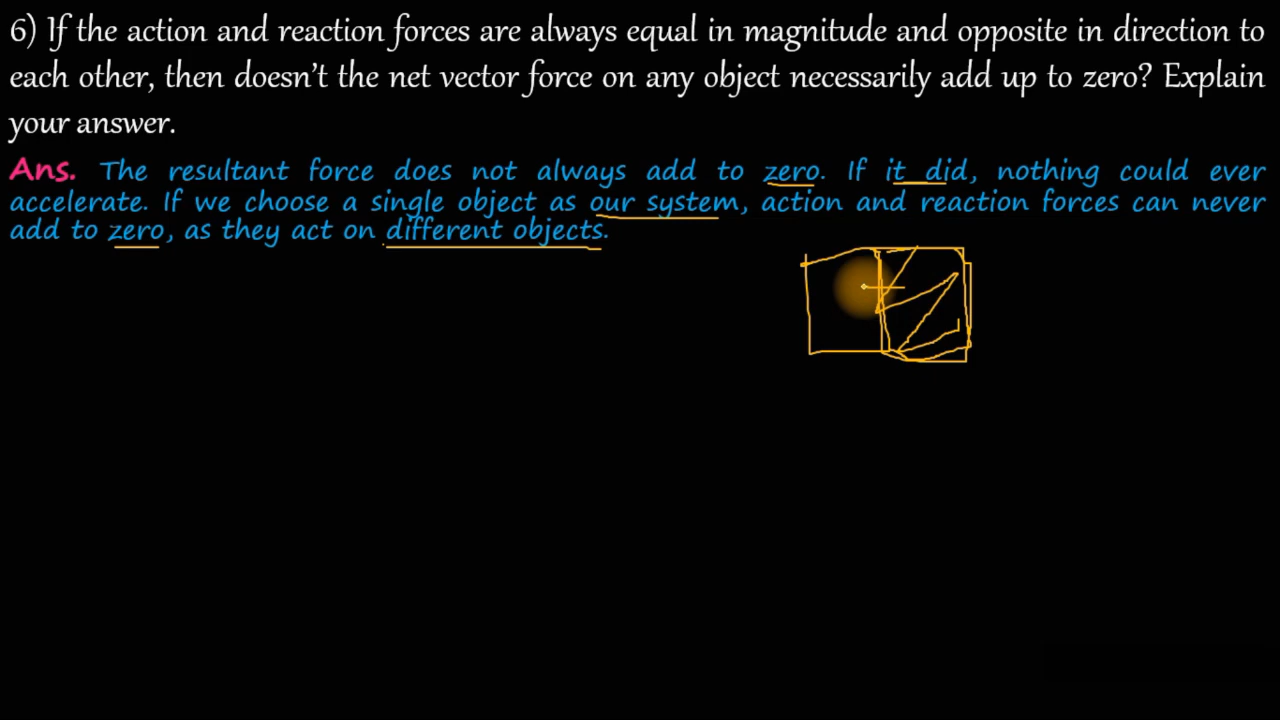 6) If the action and reaction forces are always equal in magnitude and opposite in direction to
each other, then doesn't the net vector force on any object necessarily add up to zero? Explain
your answer.
Ans. The resultant force does not always add to zero. If it did, nothing could ever
accelerate. If we choose a single object as our system, action and reaction forces can never
add to zero, as they act on different objects.